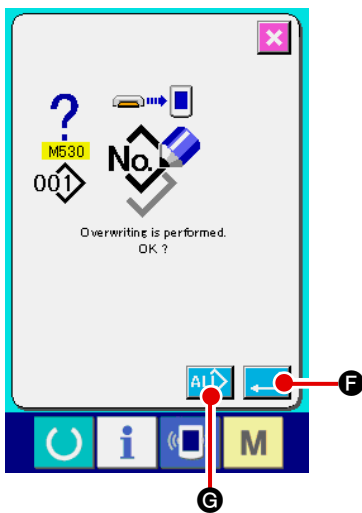 ?
M530
No.
001
Overwriting is performed.
OK ?
ALL
F
G
i
M